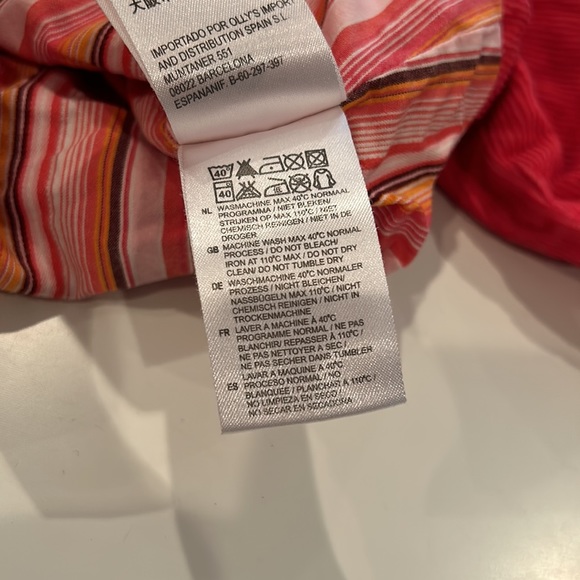 IMPORTADO POR OLLY'S IMPORT
AND DISTRIBUTION SPAIN S.L.
MUNTANER 551
08022 BARCELONA
ESPANANIF. B-60-297-397
40
40
NL WASMACHINE MAX 40°C NORMAAL
PROGRAMMA / NIET BLEKEN/
STRIJKEN OP MAX 110°C / NIET
CHEMISCH REINIGEN / NIET IN DE
DROGER
GB MACHINE WASH MAX 40°C NORMAL
PROCESS / DO NOT BLEACH/
IRON AT 110°C MAX / DO NOT DRY
CLEAN/ DO NOT TUMBLE DRY
DE WASCHMACHINE 40°C NORMALER
PROZESS / NICHT BLEICHEN/
NASSBÜGELN MAX 110°C / NICHT
CHEMISCH REINIGEN / NICHT IN
TROCKENMACHINE
FR LAVER A MACHINE À 40°C
PROGRAMME NORMAL / NE PAS
BLANCHIR/ REPASSER À 110°C /
NE PAS NETTOYER A SEC /
NE PAS SECHER DANS TUMBLER
LAVAR A MAQUINE A 40°C
ES PROCESO NORMAL / NO
BLANQUEE / PLANCHAR A 110°C /
NO LIMPIEZA EN SECO /
NO SECAR EN SECADORA